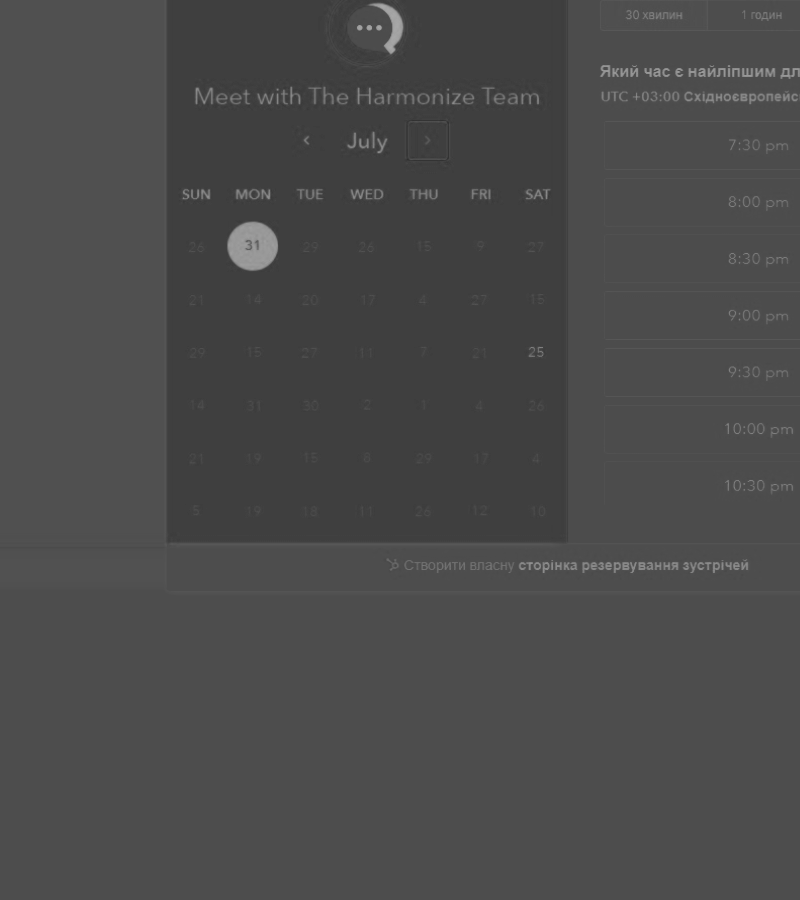 Meet with The Harmonize Team
July
SUN MON TUE WED THU FRI SAT
26 31 29 26 15 9 27
21 14 20 17 4 27 15
29 15 27 11 7 21 25
14 31 30 2 1 4 26
21 19 15 8 29 17 4
5 19 18 11 26 12 10
30 хвилин 1 годин
Який час є найліпшим дл
UTC +03:00 Східноєвропейс
7:30 pm
8:00 pm
8:30 pm
9:00 pm
9:30 pm
10:00 pm
10:30 pm
Створити власну сторінка резервування зустрічей